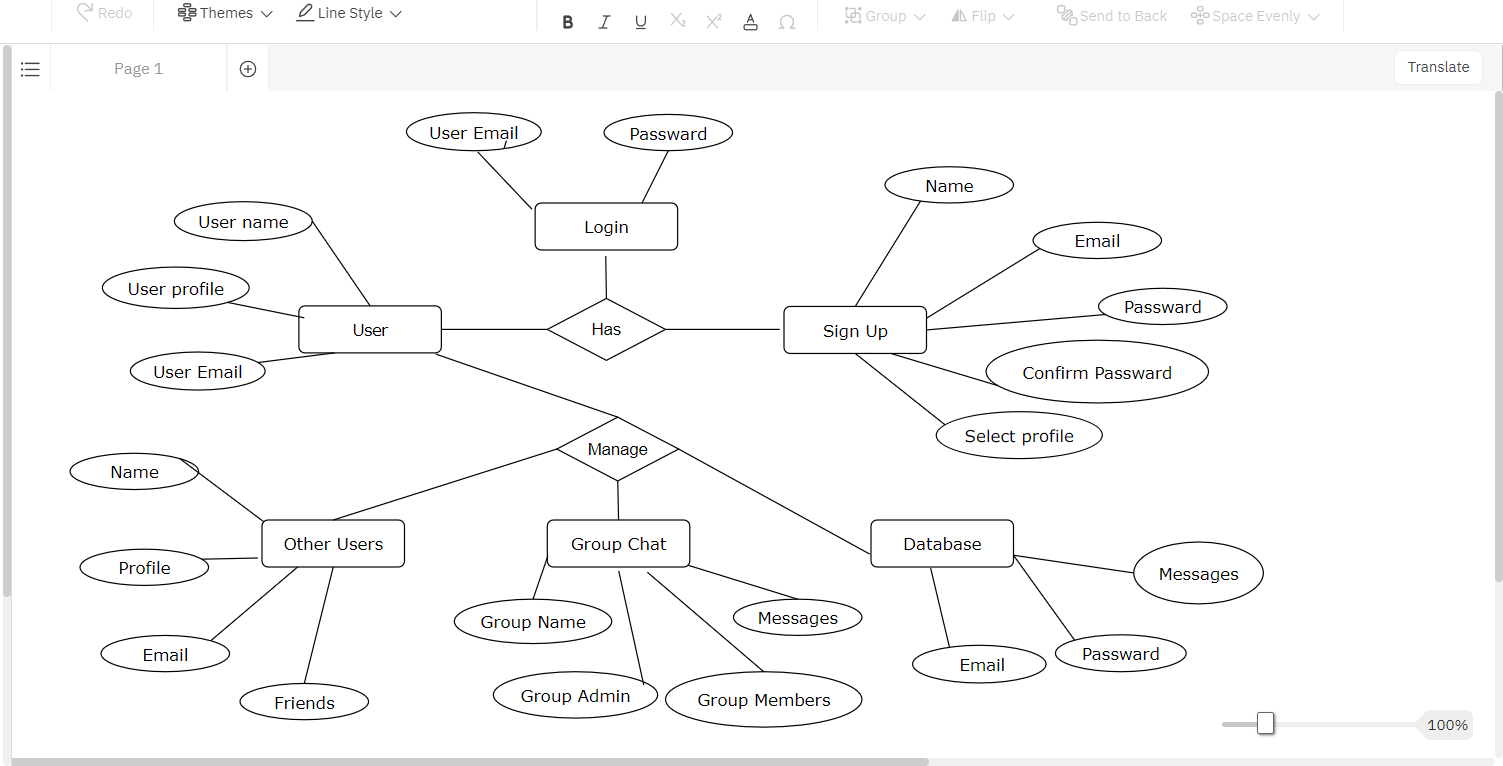 Redo
Themes
Line Style
B I U X₂ X² A Ω
Group
Flip
Send to Back
Space Evenly
Page 1
Translate
User Email
Passward
Name
User name
Login
Email
User profile
Passward
User
Has
Sign Up
User Email
Confirm Passward
Select profile
Manage
Name
Other Users
Group Chat
Database
Profile
Messages
Group Name
Messages
Email
Passward
Email
Friends
Group Admin
Group Members
100%